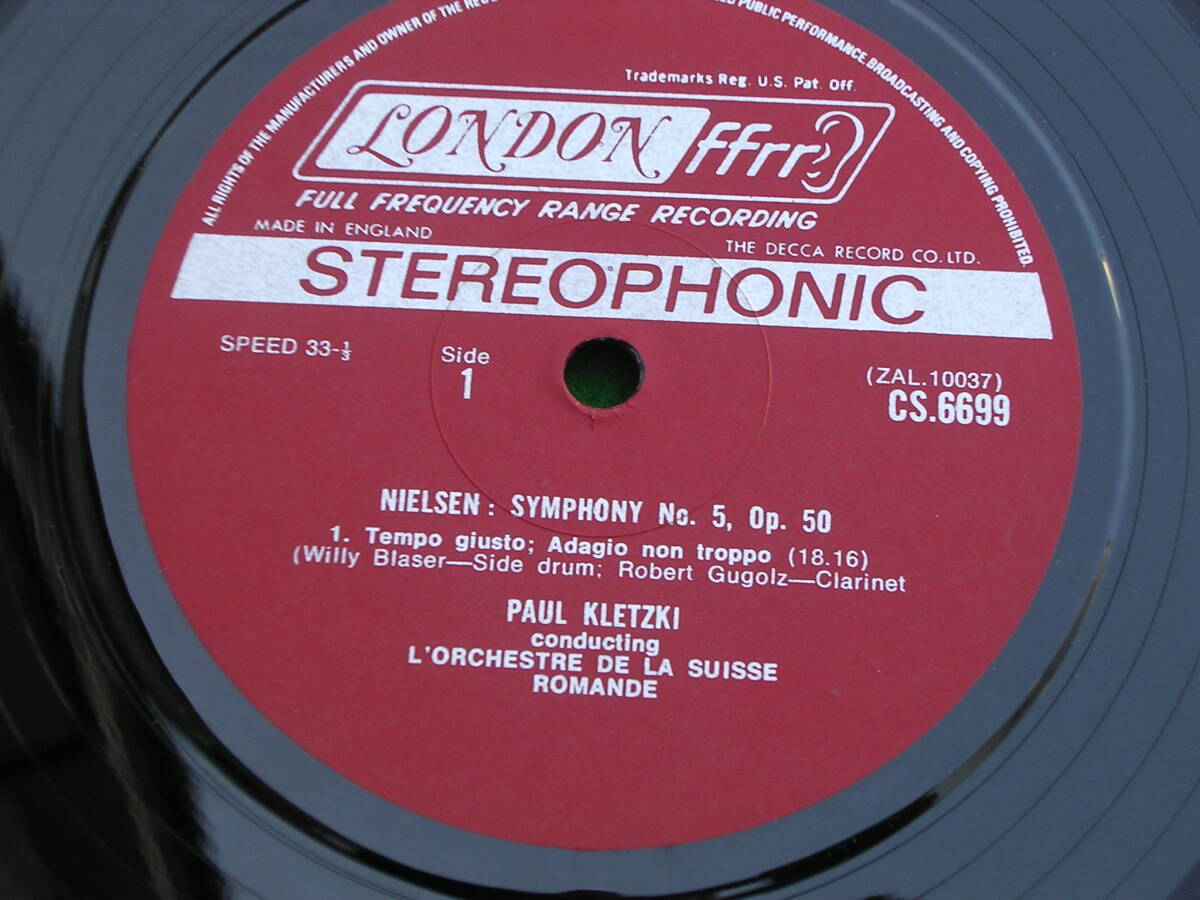 ALL RIGHTS OF THE MANUFACTURERS AND OWNER OF THE
PUBLIC PERFORMANCE, BROADCASTING AND COPYING PROHIBITED.
Trademarks Reg. U.S. Pat. Off.
LONDON ffrr
FULL FREQUENCY RANGE RECORDING
MADE IN ENGLAND
THE DECCA RECORD CO. LTD.
STEREOPHONIC
SPEED 33-⅓
Side
1
(ZAL.10037)
CS.6699
NIELSEN: SYMPHONY No. 5, Op. 50
1. Tempo giusto; Adagio non troppo (18.16)
(Willy Blaser—Side drum; Robert Gugolz—Clarinet
PAUL KLETZKI
conducting
L'ORCHESTRE DE LA SUISSE
ROMANDE